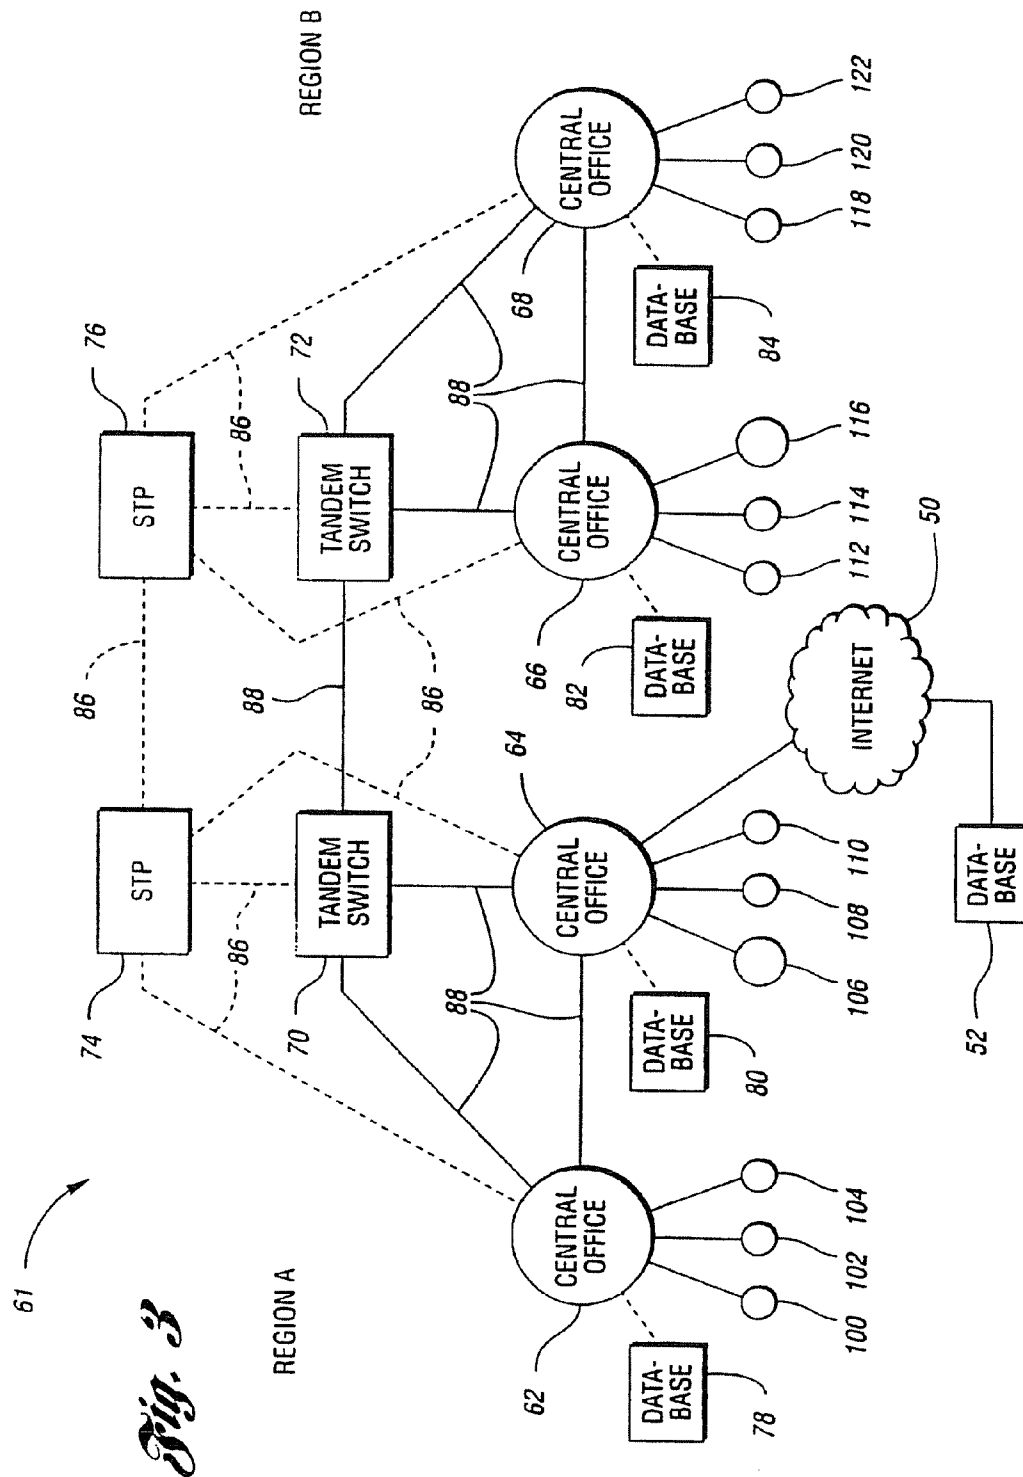 61
Fig. 3
REGION A
REGION B
74
STP
86
STP
76
86
86
70
TANDEM
SWITCH
88
TANDEM
SWITCH
72
86
88
88
62
CENTRAL
OFFICE
64
CENTRAL
OFFICE
66
CENTRAL
OFFICE
68
CENTRAL
OFFICE
DATA-
BASE
78
DATA-
BASE
80
DATA-
BASE
82
DATA-
BASE
84
100
102
104
106
108
110
112
114
116
118
120
122
INTERNET
50
DATA-
BASE
52